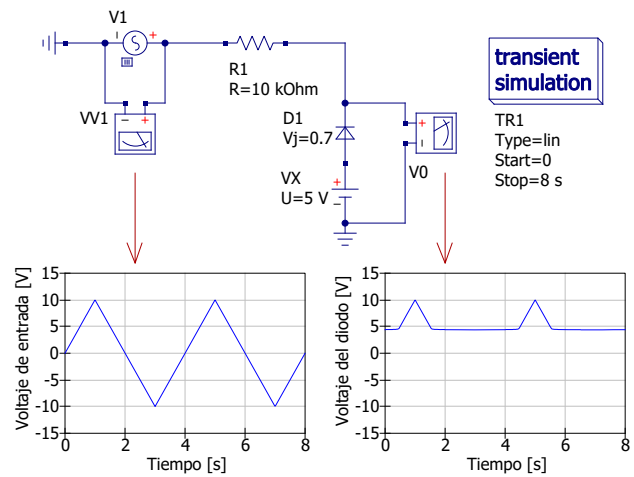 V1
VV1
R1
R=10 kOhm
D1
Vj=0.7
VX
U=5 V
V0
transient
simulation
TR1
Type=lin
Start=0
Stop=8 s
Voltaje de entrada [V]
15
10
5
0
-5
-10
-15
0
2
4
6
8
Tiempo [s]
Voltaje del diodo [V]
15
10
5
0
-5
-10
-15
0
2
4
6
8
Tiempo [s]